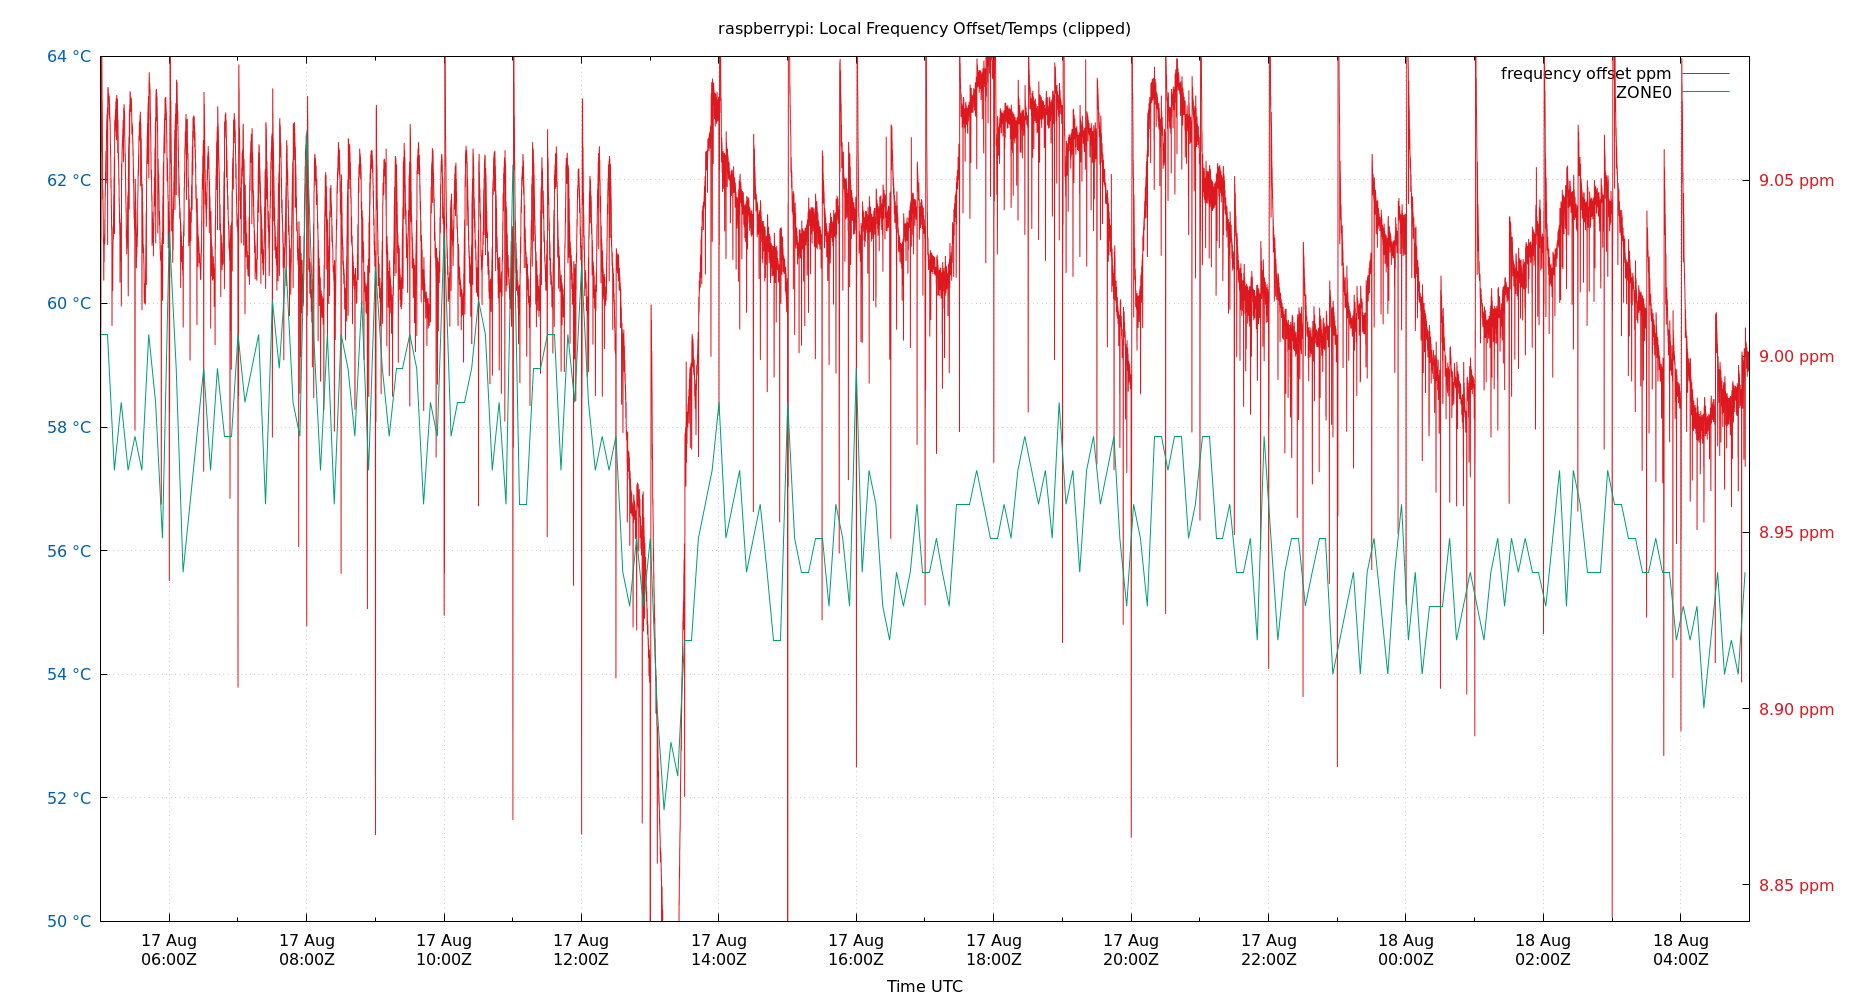 raspberrypi: Local Frequency Offset/Temps (clipped)
frequency offset ppm
ZONE0
64 °C
62 °C
60 °C
58 °C
56 °C
54 °C
52 °C
50 °C
9.05 ppm
9.00 ppm
8.95 ppm
8.90 ppm
8.85 ppm
17 Aug 17 Aug 17 Aug 17 Aug 17 Aug 17 Aug 17 Aug 17 Aug 17 Aug 18 Aug 18 Aug 18 Aug
06:00Z 08:00Z 10:00Z 12:00Z 14:00Z 16:00Z 18:00Z 20:00Z 22:00Z 00:00Z 02:00Z 04:00Z
Time UTC